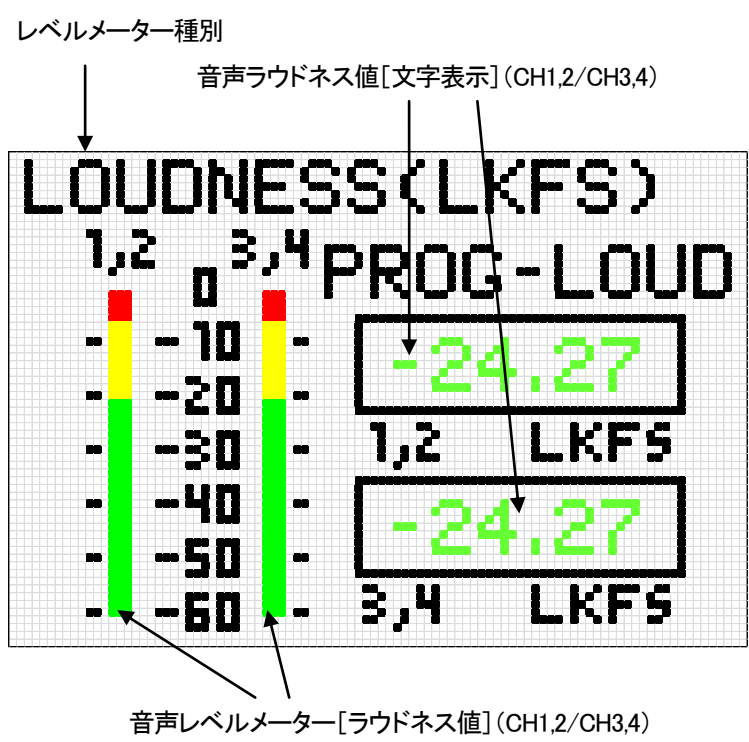 レベルメーター種別
音声ラウドネス値[文字表示](CH1,2/CH3,4)
LOUDNESS(LKFS)
1,2 3,4 PROG-LOUD
0
-10
-24.27
-20
1,2 LKFS
-30
-40
-24.27
-50
3,4 LKFS
-60
音声レベルメーター[ラウドネス値](CH1,2/CH3,4)